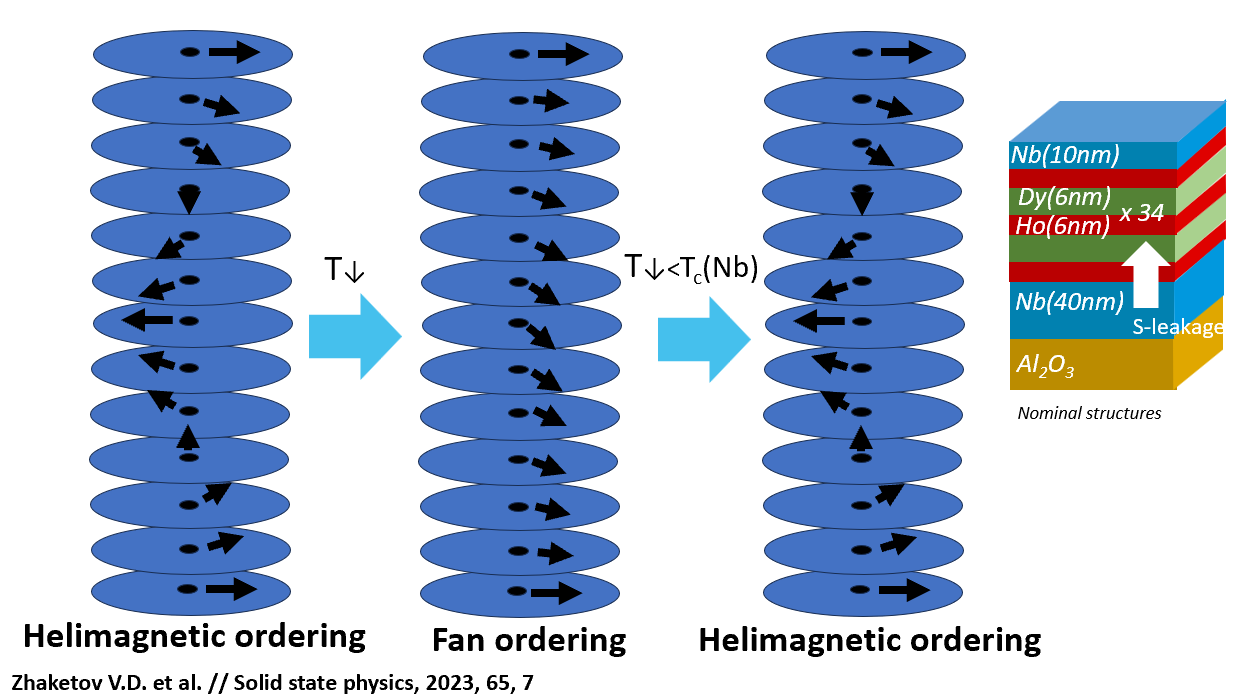 Nb(10nm)
Dy(6nm)
x 34
Ho(6nm)
T↓
T↓<Tc(Nb)
Nb(40nm)
S-leakage
Al2O3
Nominal structures
Helimagnetic ordering
Fan ordering
Helimagnetic ordering
Zhaketov V.D. et al. // Solid state physics, 2023, 65, 7